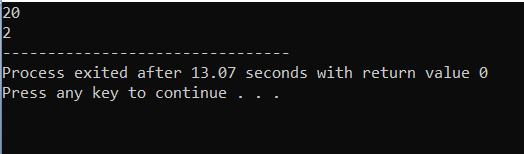 20
2
--------------------------------
Process exited after 13.07 seconds with return value 0
Press any key to continue . . .